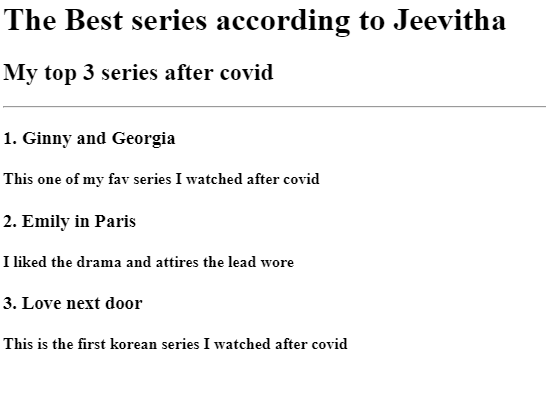 The Best series according to Jeevitha
My top 3 series after covid
1. Ginny and Georgia
This one of my fav series I watched after covid
2. Emily in Paris
I liked the drama and attires the lead wore
3. Love next door
This is the first korean series I watched after covid